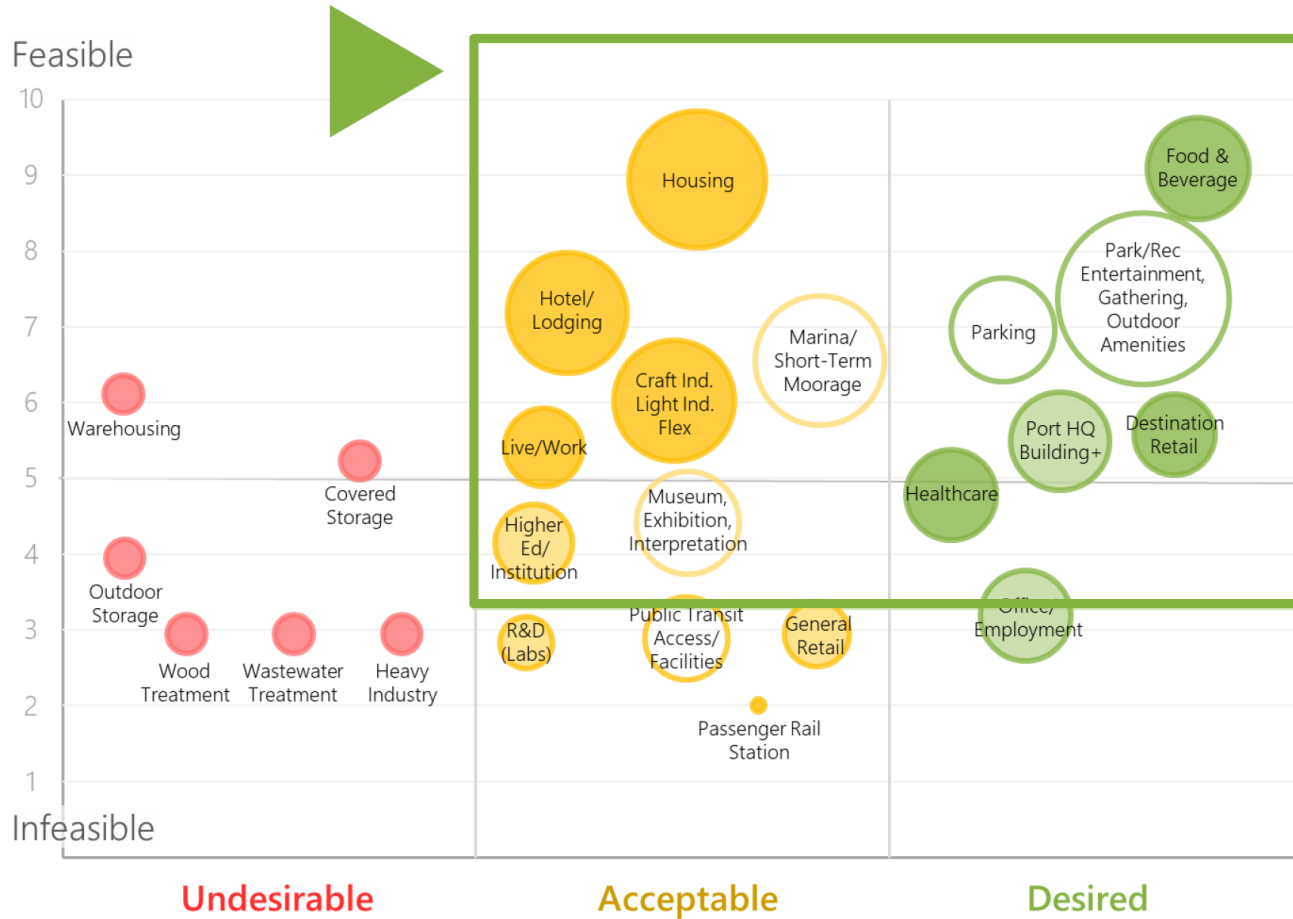 Feasible
10
9
8
7
6
5
4
3
2
1
Infeasible
Warehousing
Covered
Storage
Outdoor
Storage
Wood
Treatment
Wastewater
Treatment
Heavy
Industry
Housing
Hotel/
Lodging
Craft Ind.
Light Ind.
Flex
Marina/
Short-Term
Moorage
Live/Work
Higher
Ed/
Institution
Museum,
Exhibition,
Interpretation
R&D
(Labs)
Public Transit
Access/
Facilities
General
Retail
Passenger Rail
Station
Food &
Beverage
Park/Rec
Entertainment,
Gathering,
Outdoor
Amenities
Parking
Port HQ
Building+
Destination
Retail
Healthcare
Office/
Employment
Undesirable
Acceptable
Desired